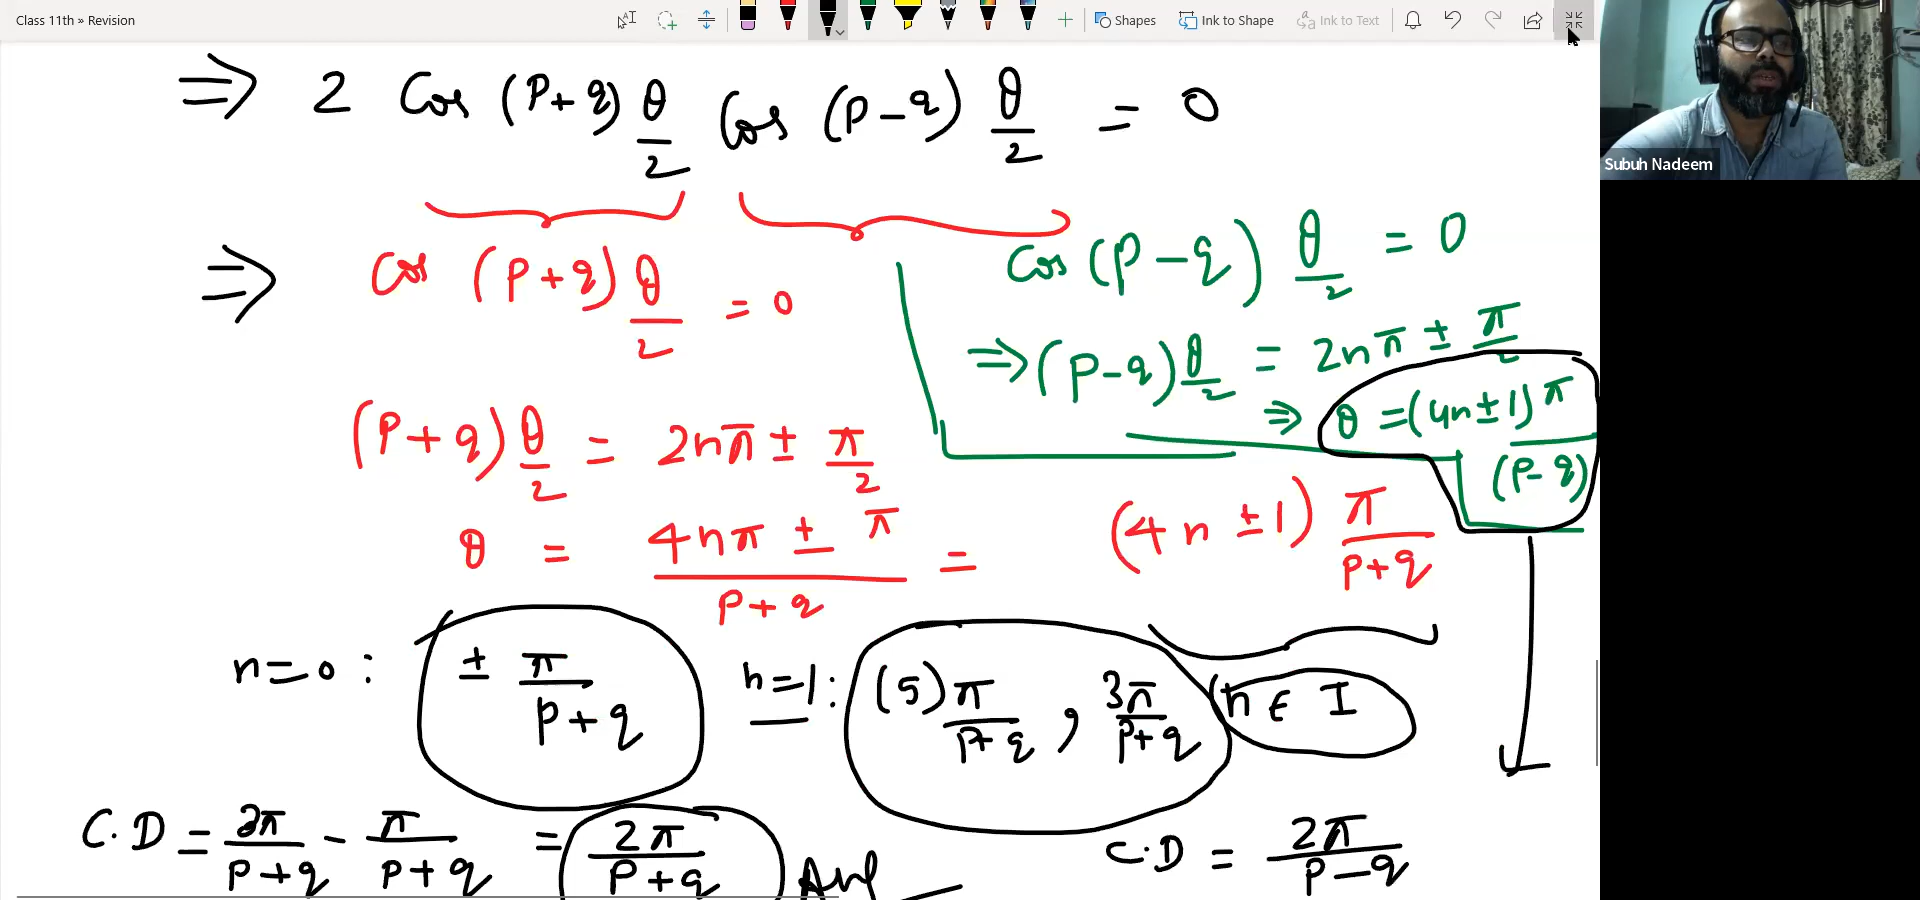 Class 11th » Revision
Shapes
Ink to Shape
Ink to Text
Subuh Nadeem
⇒ 2 Cos (P+q) θ/2 Cos (P-q) θ/2 = 0
⇒ Cos (P+q) θ/2 = 0
Cos (P-q) θ/2 = 0
⇒ (P-q) θ/2 = 2nπ ± π/2
⇒ θ = (4n±1) π/(P-q)
(P+q) θ/2 = 2nπ ± π/2
θ = (4nπ ± π)/(P+q) = (4n ±1) π/(P+q)
n=0 : ± π/(P+q)
n=1 : (5) π/(P+q) , 3π/(P+q)
(n ∈ I
C.D = 3π/(P+q) - π/(P+q) = 2π/(P+q) Ans
C.D = 2π/(P-q)